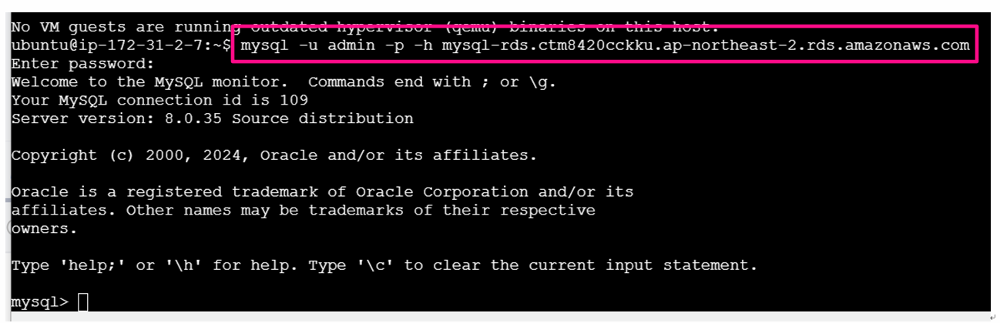 No VM guests are running outdated hypervisor (qemu) binaries on this host.
ubuntu@ip-172-31-2-7:~$ mysql -u admin -p -h mysql-rds.ctm8420cckku.ap-northeast-2.rds.amazonaws.com
Enter password:
Welcome to the MySQL monitor.  Commands end with ; or \g.
Your MySQL connection id is 109
Server version: 8.0.35 Source distribution
Copyright (c) 2000, 2024, Oracle and/or its affiliates.
Oracle is a registered trademark of Oracle Corporation and/or its
affiliates. Other names may be trademarks of their respective
owners.
Type 'help;' or '\h' for help. Type '\c' to clear the current input statement.
mysql>